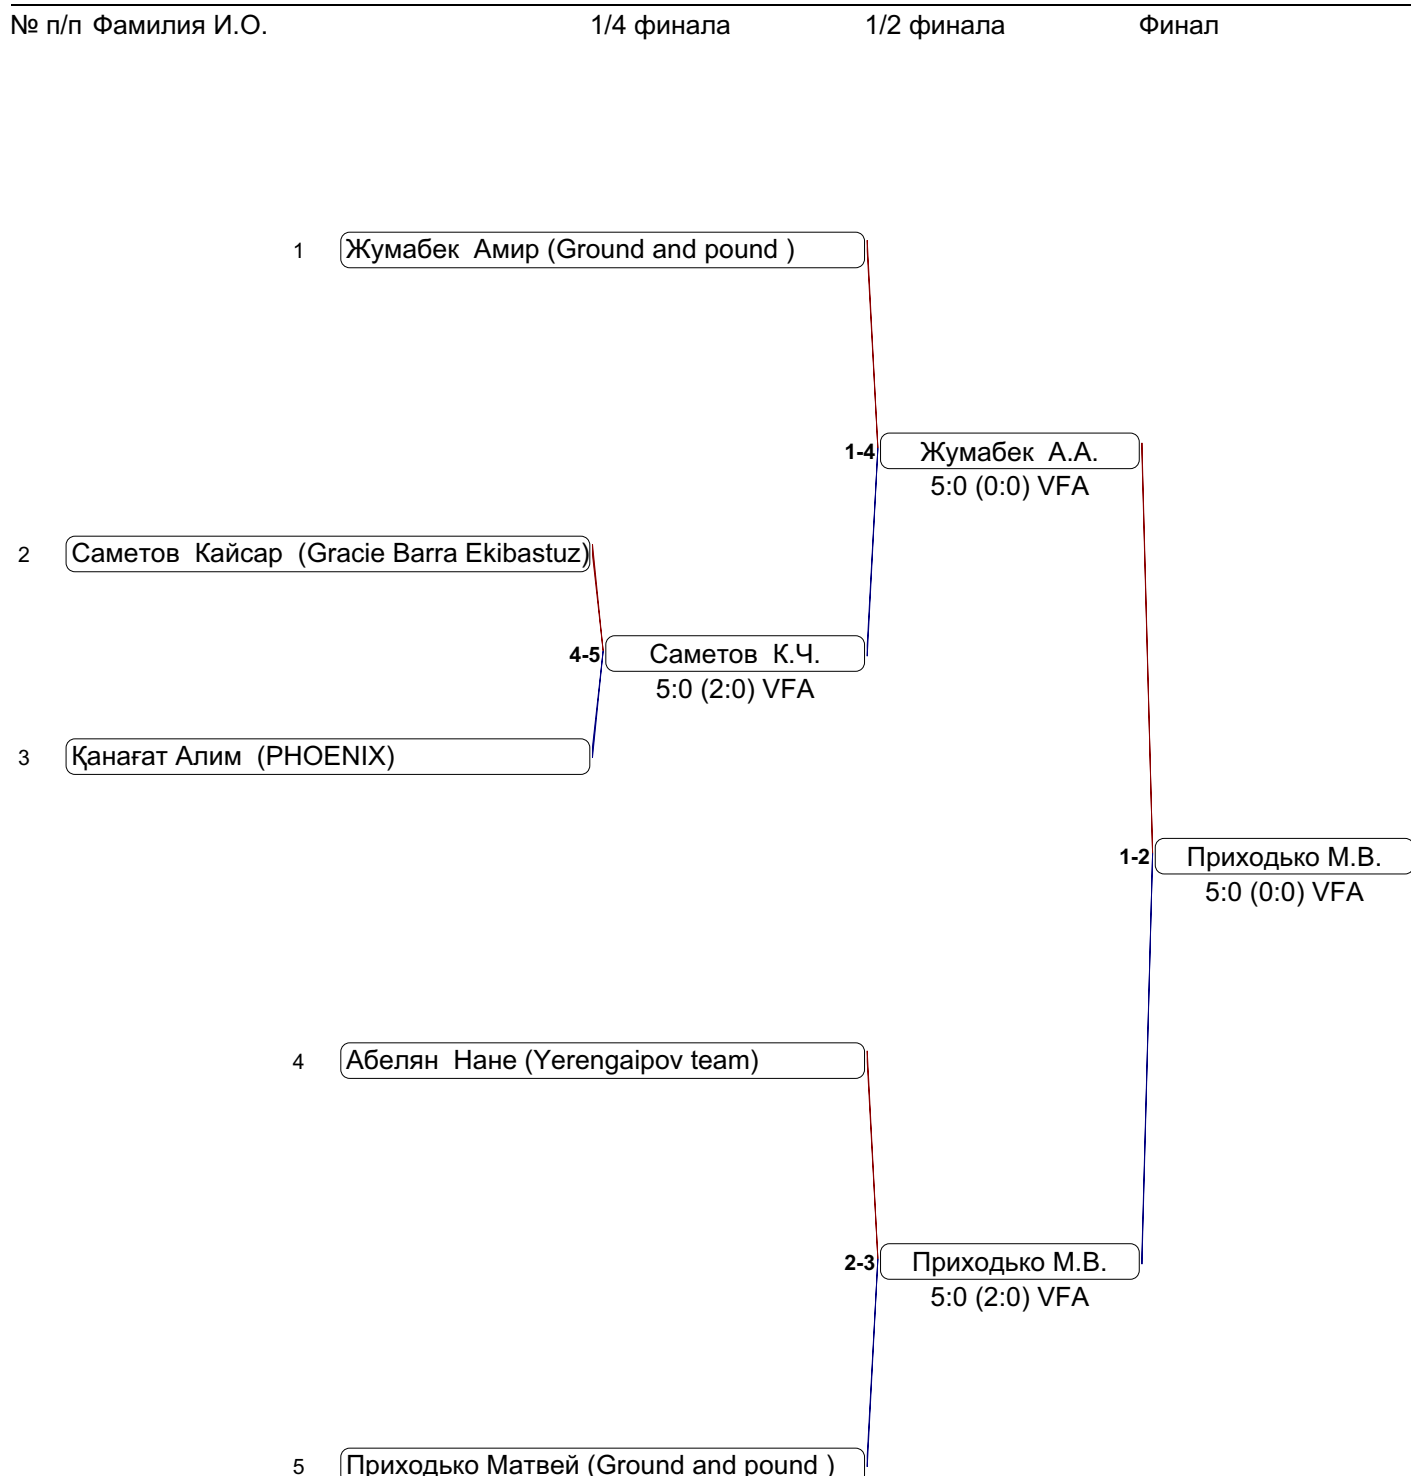 № п/п Фамилия И.О. 1/4 финала 1/2 финала Финал
1 Жумабек Амир (Ground and pound )
1-4 Жумабек А.А.
5:0 (0:0) VFA
2 Саметов Кайсар (Gracie Barra Ekibastuz)
4-5 Саметов К.Ч.
5:0 (2:0) VFA
3 Қанағат Алим (PHOENIX)
1-2 Приходько М.В.
5:0 (0:0) VFA
4 Абелян Нане (Yerengaipov team)
2-3 Приходько М.В.
5:0 (2:0) VFA
5 Приходько Матвей (Ground and pound )